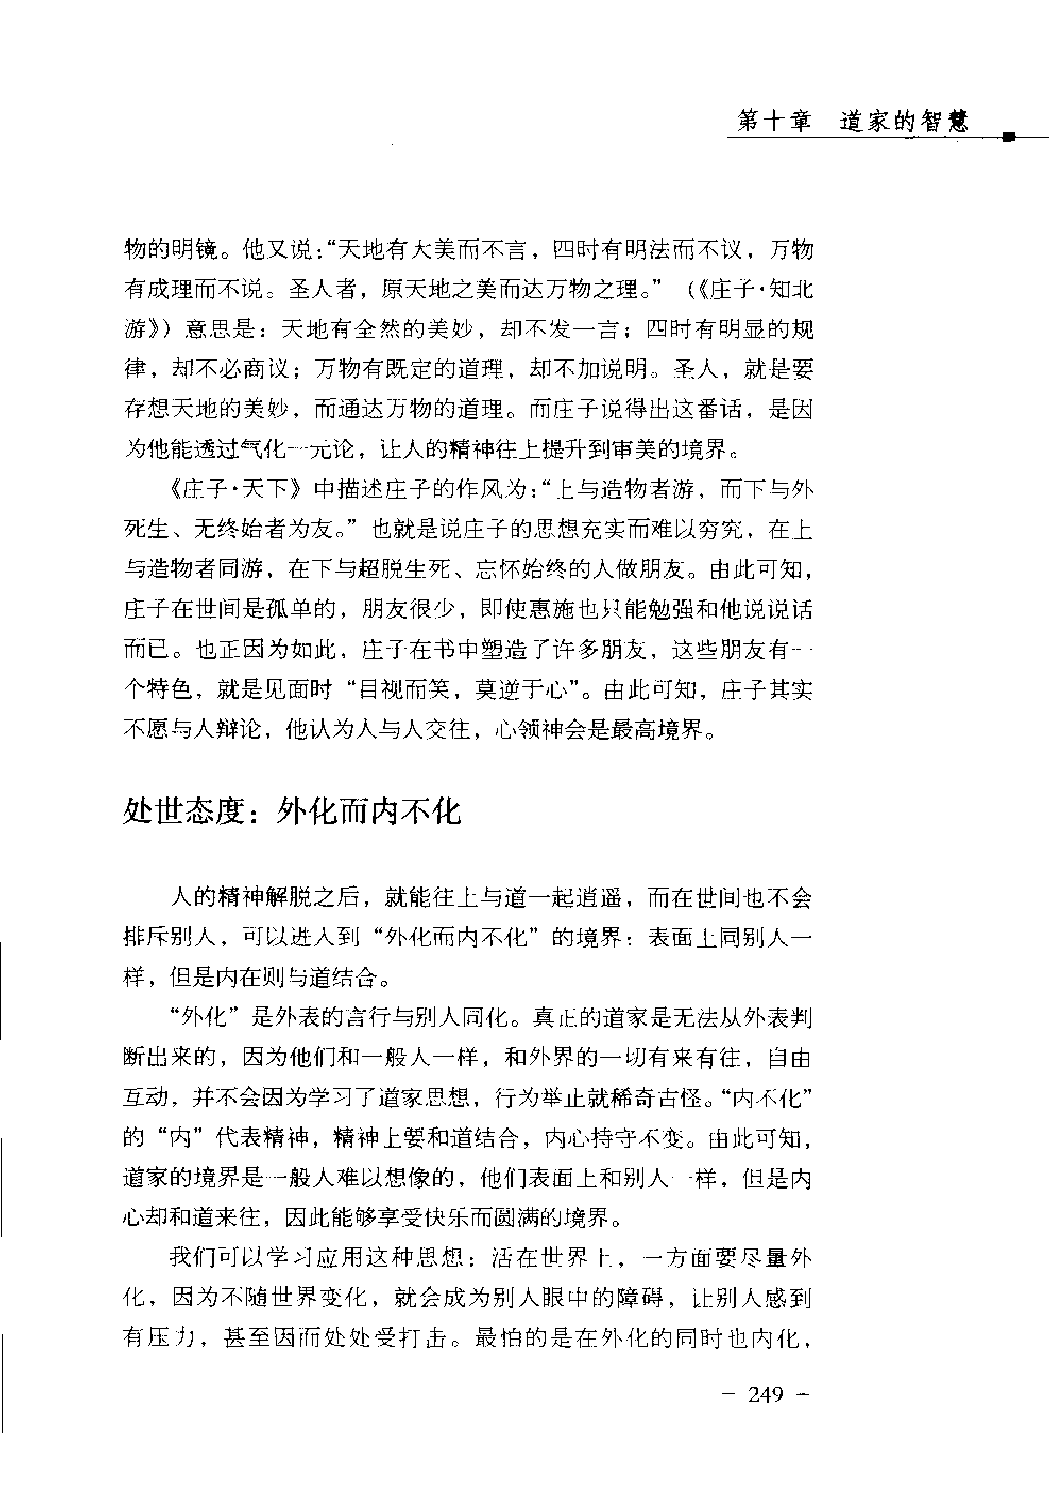 第十章　道家的智慧
物的明镜。他又说：“天地有大美而不言，四时有明法而不议，万物
有成理而不说。圣人者，原天地之美而达万物之理。”（《庄子·知北
游》）意思是：天地有全然的美妙，却不发一言；四时有明显的规
律，却不必商议；万物有既定的道理，却不加说明。圣人，就是要
存想天地的美妙，而通达万物的道理。而庄子说得出这番话，是因
为他能透过气化一元论，让人的精神往上提升到审美的境界。
《庄子·天下》中描述庄子的作风为：“上与造物者游，而下与外
死生、无终始者为友。”也就是说庄子的思想充实而难以穷究，在上
与造物者同游，在下与超脱生死、忘怀始终的人做朋友。由此可知，
庄子在世间是孤单的，朋友很少，即使惠施也只能勉强和他说说话
而已。也正因为如此，庄子在书中塑造了许多朋友，这些朋友有一
个特色，就是见面时“目视而笑，莫逆于心”。由此可知，庄子其实
不愿与人辩论，他认为人与人交往，心领神会是最高境界。
处世态度：外化而内不化
人的精神解脱之后，就能往上与道一起逍遥，而在世间也不会
排斥别人，可以进入到“外化而内不化”的境界：表面上同别人一
样，但是内在则与道结合。
“外化”是外表的言行与别人同化。真正的道家是无法从外表判
断出来的，因为他们和一般人一样，和外界的一切有来有往，自由
互动，并不会因为学习了道家思想，行为举止就稀奇古怪。“内不化”
的“内”代表精神，精神上要和道结合，内心持守不变。由此可知，
道家的境界是一般人难以想像的，他们表面上和别人一样，但是内
心却和道来往，因此能够享受快乐而圆满的境界。
我们可以学习应用这种思想：活在世界上，一方面要尽量外
化，因为不随世界变化，就会成为别人眼中的障碍，让别人感到
有压力，甚至因而处处受打击。最怕的是在外化的同时也内化，
－ 249 －